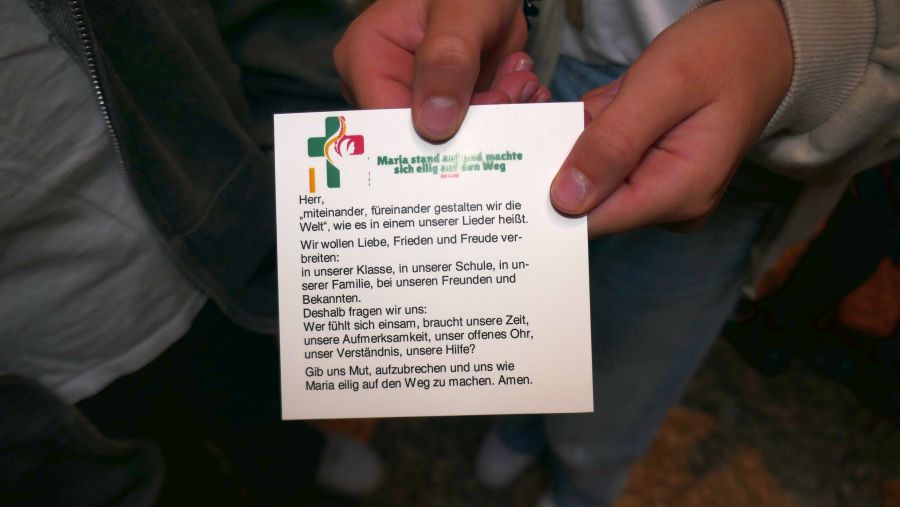 Maria stand auf und machte
sich eilig auf den Weg
Herr,
„miteinander, füreinander gestalten wir die
Welt“, wie es in einem unserer Lieder heißt.
Wir wollen Liebe, Frieden und Freude ver-
breiten:
in unserer Klasse, in unserer Schule, in un-
serer Familie, bei unseren Freunden und
Bekannten.
Deshalb fragen wir uns:
Wer fühlt sich einsam, braucht unsere Zeit,
unsere Aufmerksamkeit, unser offenes Ohr,
unser Verständnis, unsere Hilfe?
Gib uns Mut, aufzubrechen und uns wie
Maria eilig auf den Weg zu machen. Amen.